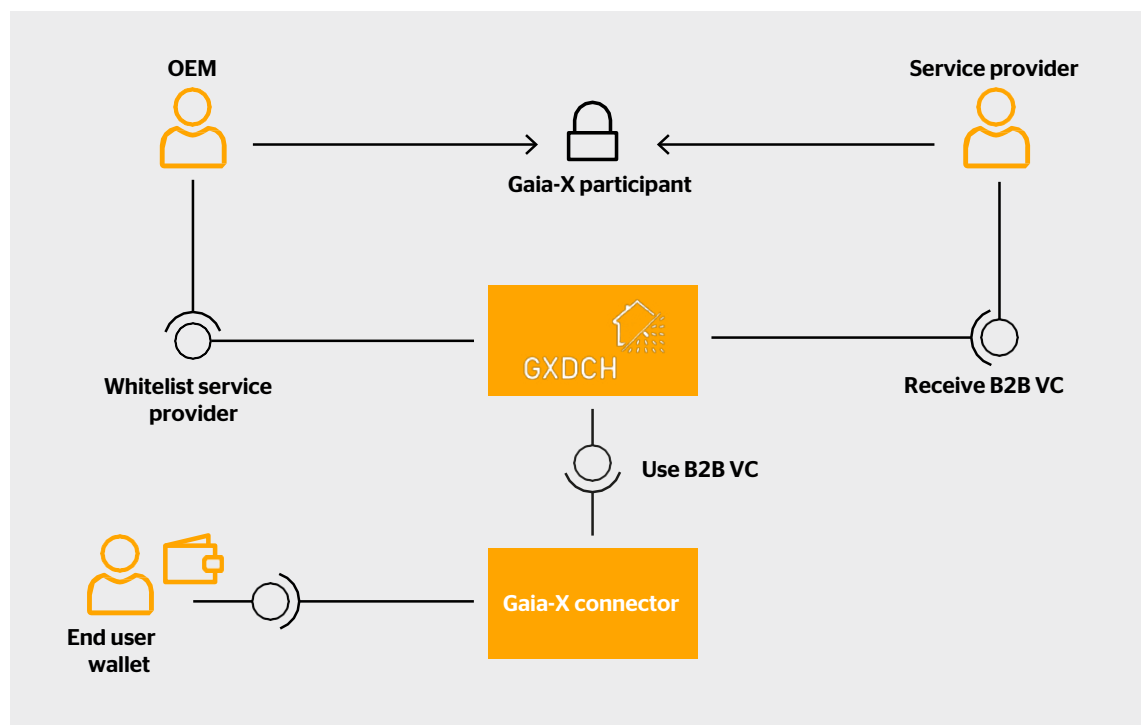 OEM
Service provider
Gaia-X participant
GXDCH
Whitelist service
provider
Receive B2B VC
Use B2B VC
Gaia-X connector
End user
wallet